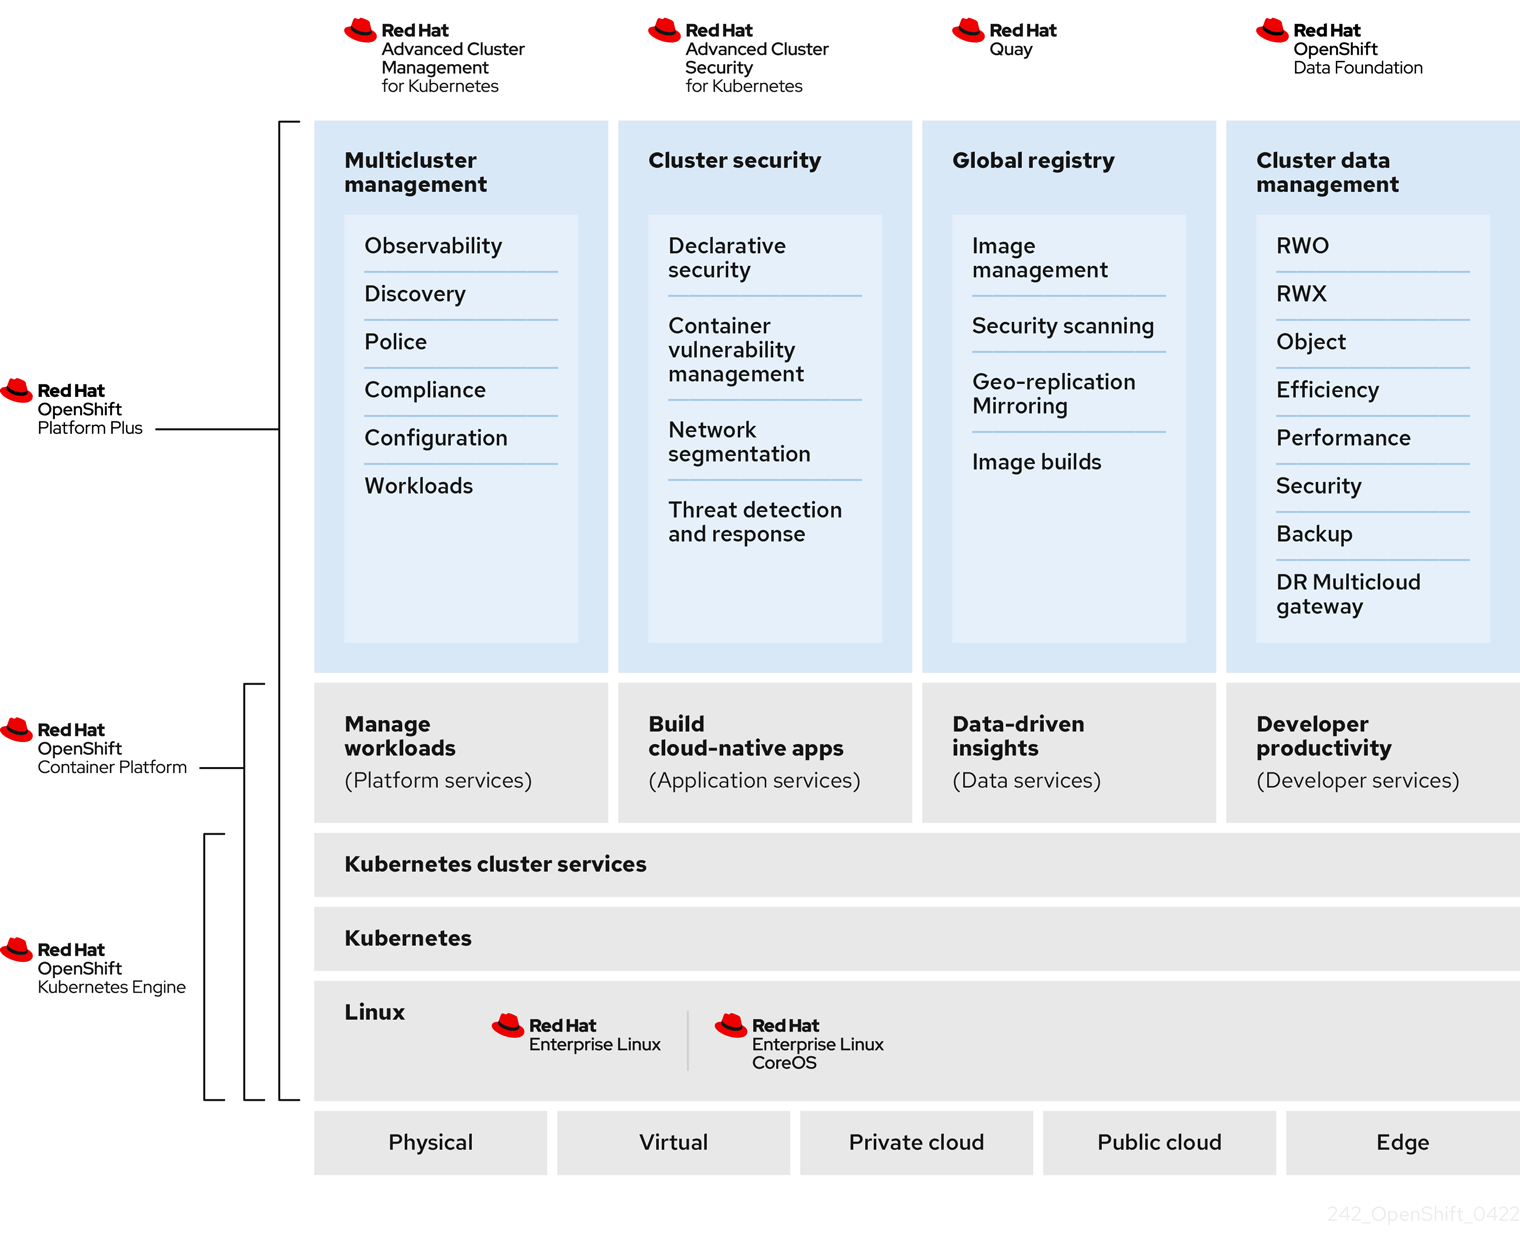 Red Hat
Advanced Cluster
Management
for Kubernetes
Red Hat
Advanced Cluster
Security
for Kubernetes
Red Hat
Quay
Red Hat
OpenShift
Data Foundation
Multicluster
management
Observability
Discovery
Police
Compliance
Configuration
Workloads
Cluster security
Declarative
security
Container
vulnerability
management
Network
segmentation
Threat detection
and response
Global registry
Image
management
Security scanning
Geo-replication
Mirroring
Image builds
Cluster data
management
RWO
RWX
Object
Efficiency
Performance
Security
Backup
DR Multicloud
gateway
Red Hat
OpenShift
Platform Plus
Red Hat
OpenShift
Container Platform
Manage
workloads
(Platform services)
Build
cloud-native apps
(Application services)
Data-driven
insights
(Data services)
Developer
productivity
(Developer services)
Red Hat
OpenShift
Kubernetes Engine
Kubernetes cluster services
Kubernetes
Linux
Red Hat
Enterprise Linux
Red Hat
Enterprise Linux
CoreOS
Physical
Virtual
Private cloud
Public cloud
Edge
242_OpenShift_0422